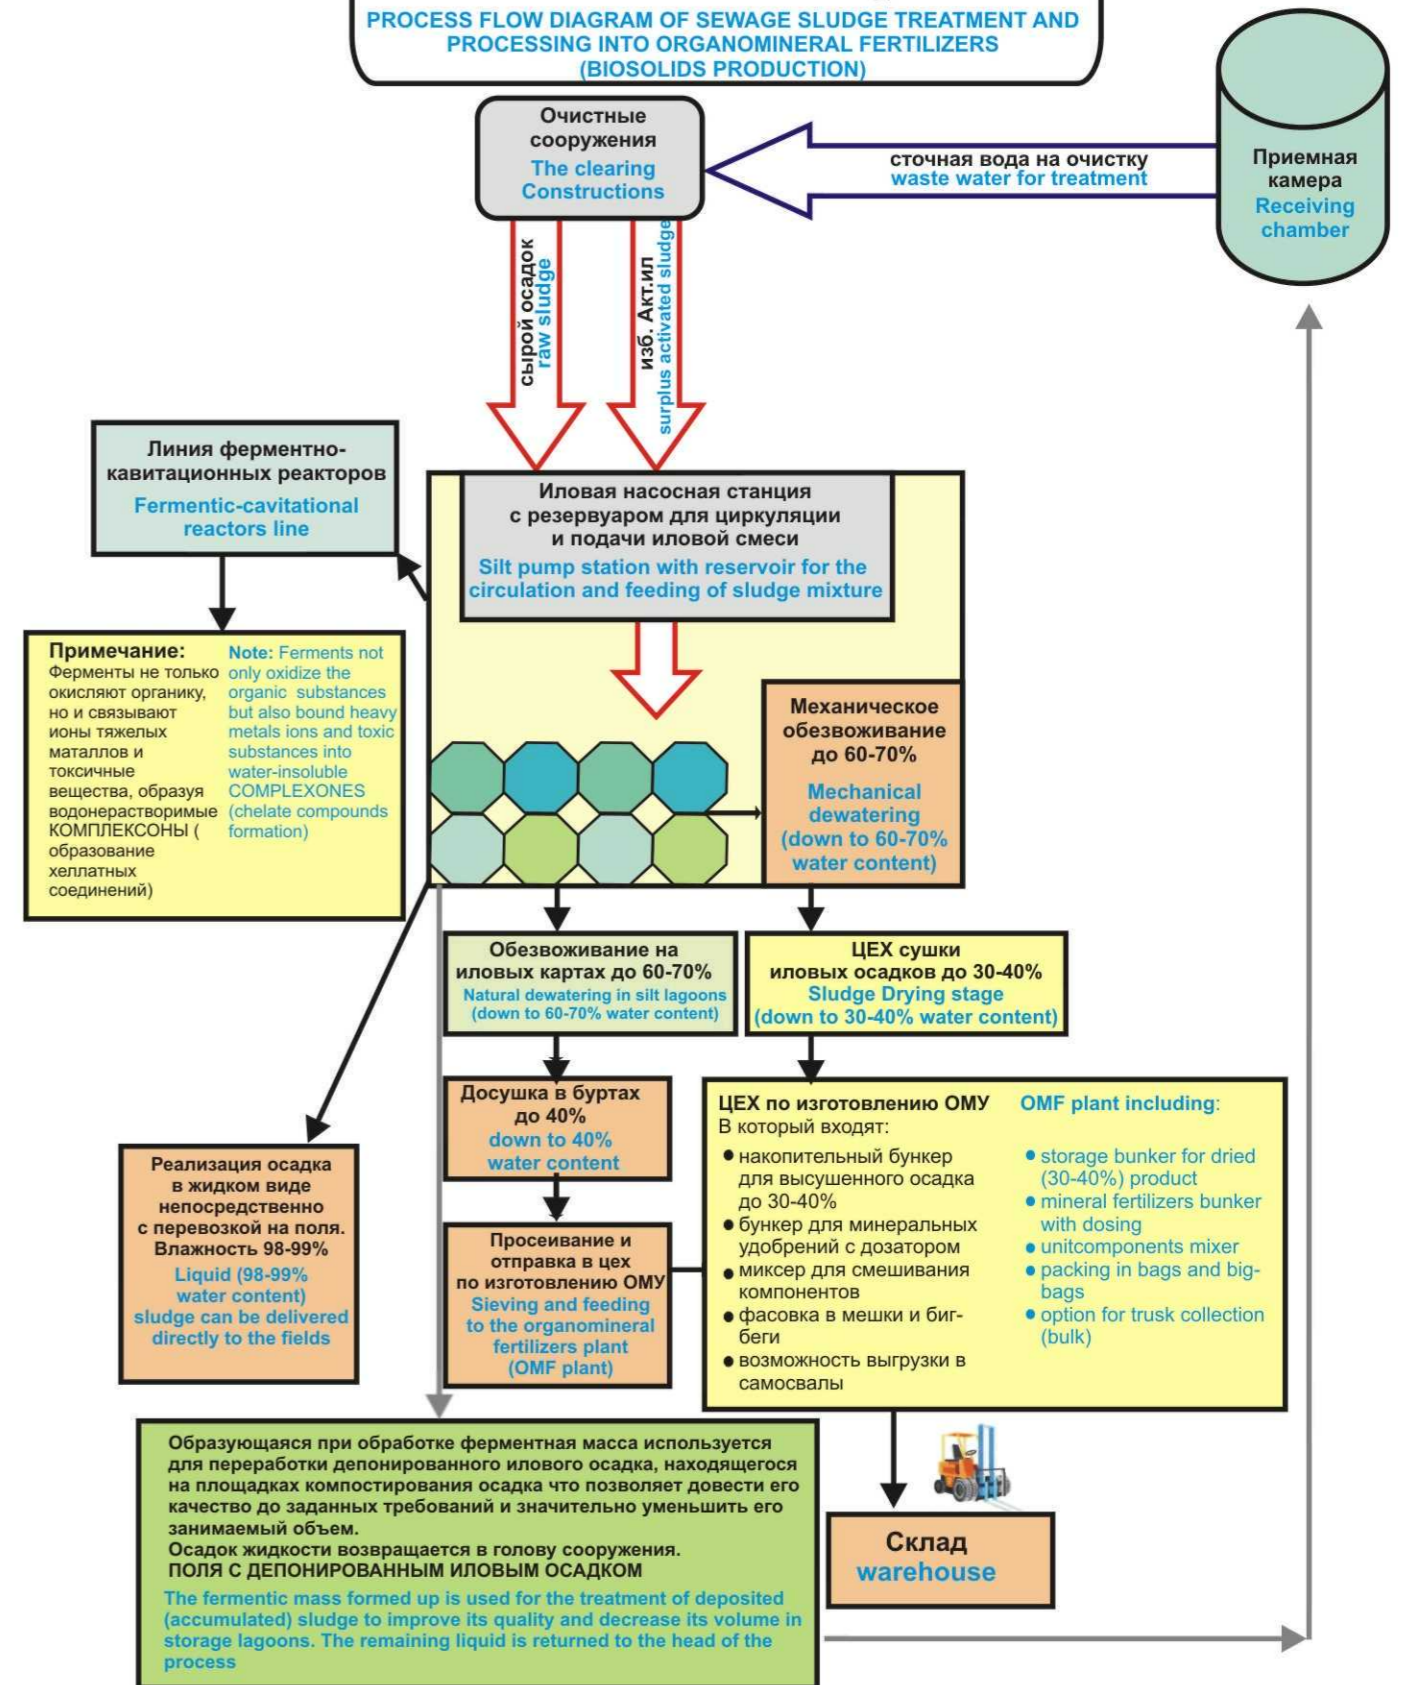 PROCESS FLOW DIAGRAM OF SEWAGE SLUDGE TREATMENT AND
PROCESSING INTO ORGANOMINERAL FERTILIZERS
(BIOSOLIDS PRODUCTION)
Очистные
сооружения
The clearing
Constructions
сточная вода на очистку
waste water for treatment
Приемная
камера
Receiving
chamber
сырой осадок
raw sludge
изб. Акт.ил
surplus activated sludge
Линия ферментно-
кавитационных реакторов
Fermentic-cavitational
reactors line
Иловая насосная станция
с резервуаром для циркуляции
и подачи иловой смеси
Silt pump station with reservoir for the
circulation and feeding of sludge mixture
Примечание:
Ферменты не только
окисляют органику,
но и связывают
ионы тяжелых
маталлов и
токсичные
вещества, образуя
водонерастворимые
КОМПЛЕКСОНЫ (
образование
хеллатных
соединений)
Note: Ferments not
only oxidize the
organic substances
but also bound heavy
metals ions and toxic
substances into
water-insoluble
COMPLEXONES
(chelate compounds
formation)
Механическое
обезвоживание
до 60-70%
Mechanical
dewatering
(down to 60-70%
water content)
Обезвоживание на
иловых картах до 60-70%
Natural dewatering in silt lagoons
(down to 60-70% water content)
ЦЕХ сушки
иловых осадков до 30-40%
Sludge Drying stage
(down to 30-40% water content)
Досушка в буртах
до 40%
down to 40%
water content
Реализация осадка
в жидком виде
непосредственно
с перевозкой на поля.
Влажность 98-99%
Liquid (98-99%
water content)
sludge can be delivered
directly to the fields
Просеивание и
отправка в цех
по изготовлению ОМУ
Sieving and feeding
to the organomineral
fertilizers plant
(OMF plant)
ЦЕХ по изготовлению ОМУ
В который входят:
● накопительный бункер
для высушенного осадка
до 30-40%
● бункер для минеральных
удобрений с дозатором
● миксер для смешивания
компонентов
● фасовка в мешки и биг-
беги
● возможность выгрузки в
самосвалы
OMF plant including:
● storage bunker for dried
(30-40%) product
● mineral fertilizers bunker
with dosing
● unitcomponents mixer
● packing in bags and big-
bags
● option for trusk collection
(bulk)
Образующаяся при обработке ферментная масса используется
для переработки депонированного илового осадка, находящегося
на площадках компостирования осадка что позволяет довести его
качество до заданных требований и значительно уменьшить его
занимаемый объем.
Осадок жидкости возвращается в голову сооружения.
ПОЛЯ С ДЕПОНИРОВАННЫМ ИЛОВЫМ ОСАДКОМ
The fermentic mass formed up is used for the treatment of deposited
(accumulated) sludge to improve its quality and decrease its volume in
storage lagoons. The remaining liquid is returned to the head of the
process
Склад
warehouse